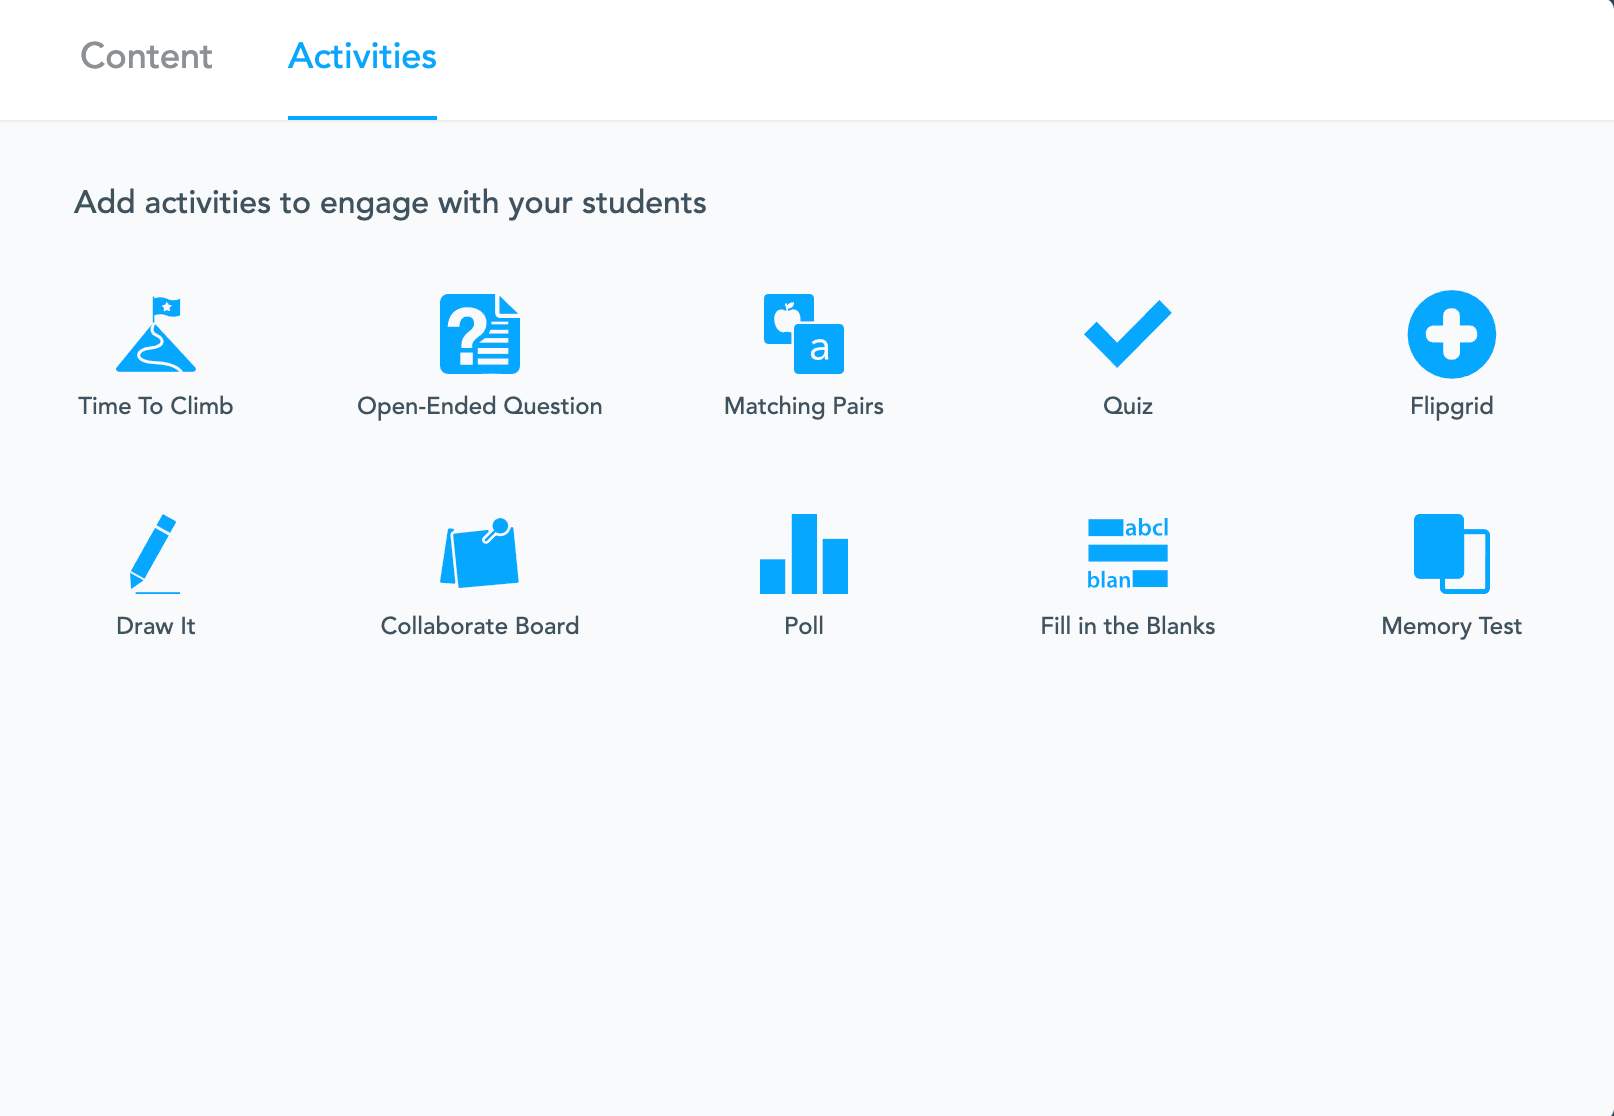 Content Activities
Add activities to engage with your students
a
Time To Climb Open-Ended Question Matching Pairs Quiz Flipgrid
abcl
blan
Draw It Collaborate Board Poll Fill in the Blanks Memory Test